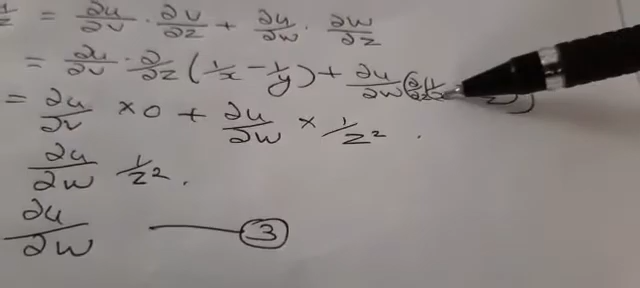 = ∂u/∂v · ∂v/∂z + ∂u/∂w · ∂w/∂z
= ∂u/∂v · ∂/∂z (1/x - 1/y) + ∂u/∂w (∂/∂z
= ∂u/∂v × 0 + ∂u/∂w × 1/z² .
∂u/∂w 1/z² .
∂u/∂w — ③